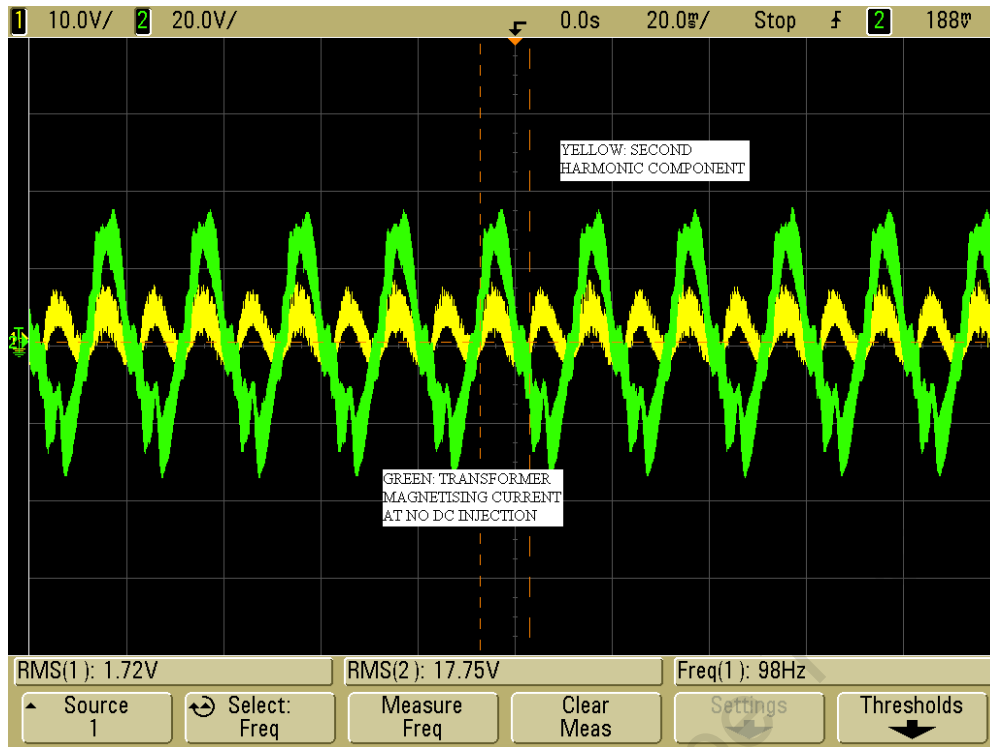 1 10.0V/ 2 20.0V/ 0.0s 20.0ms/ Stop 2 188mV
YELLOW: SECOND
HARMONIC COMPONENT
GREEN: TRANSFORMER
MAGNETISING CURRENT
AT NO DC INJECTION
RMS(1): 1.72V RMS(2): 17.75V Freq(1): 98Hz
Source Select: Measure Clear Settings Thresholds
1 Freq Freq Meas